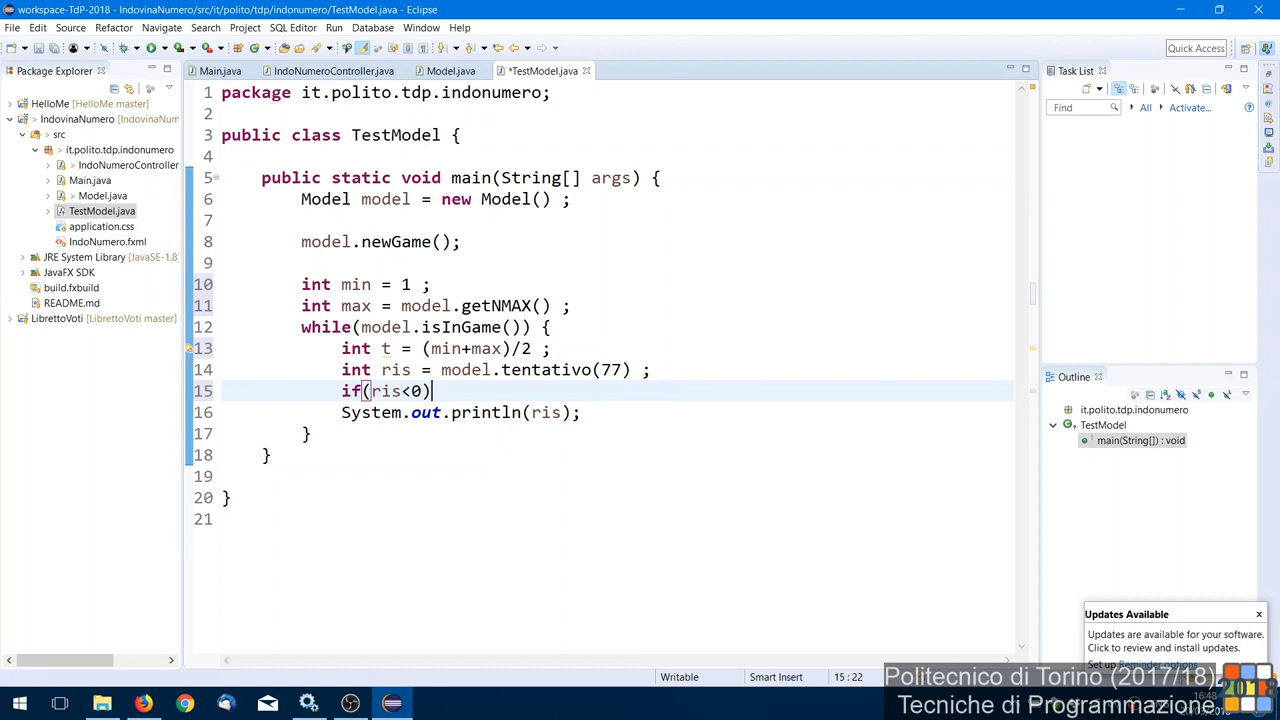 workspace-TdP-2018 - IndovinaNumero/src/it/polito/tdp/indonumero/TestModel.java - Eclipse
File Edit Source Refactor Navigate Search Project SQL Editor Run Database Window Help
Quick Access
Package Explorer
Main.java IndoNumeroController.java Model.java *TestModel.java
Task List
Find All Activate...
HelloMe [HelloMe master]
IndovinaNumero [IndovinaNum
src
it.polito.tdp.indonumero
> IndoNumeroController
Main.java
> Model.java
TestModel.java
application.css
IndoNumero.fxml
JRE System Library [JavaSE-1.8]
JavaFX SDK
build.fxbuild
README.md
LibrettoVoti [LibrettoVoti master]
1 package it.polito.tdp.indonumero;
2
3 public class TestModel {
4
5 public static void main(String[] args) {
6 Model model = new Model() ;
7
8 model.newGame();
9
10 int min = 1 ;
11 int max = model.getNMAX() ;
12 while(model.isInGame()) {
13 int t = (min+max)/2 ;
14 int ris = model.tentativo(77) ;
15 if(ris<0)
16 System.out.println(ris);
17 }
18 }
19
20 }
21
Outline
it.polito.tdp.indonumero
TestModel
main(String[]) : void
Updates Available
Updates are available for your software.
Click to review and install updates.
Set up Reminder options
Writable Smart Insert 15 : 22
Politecnico di Torino (2017/18)
Tecniche di Programmazione
2018
16:48